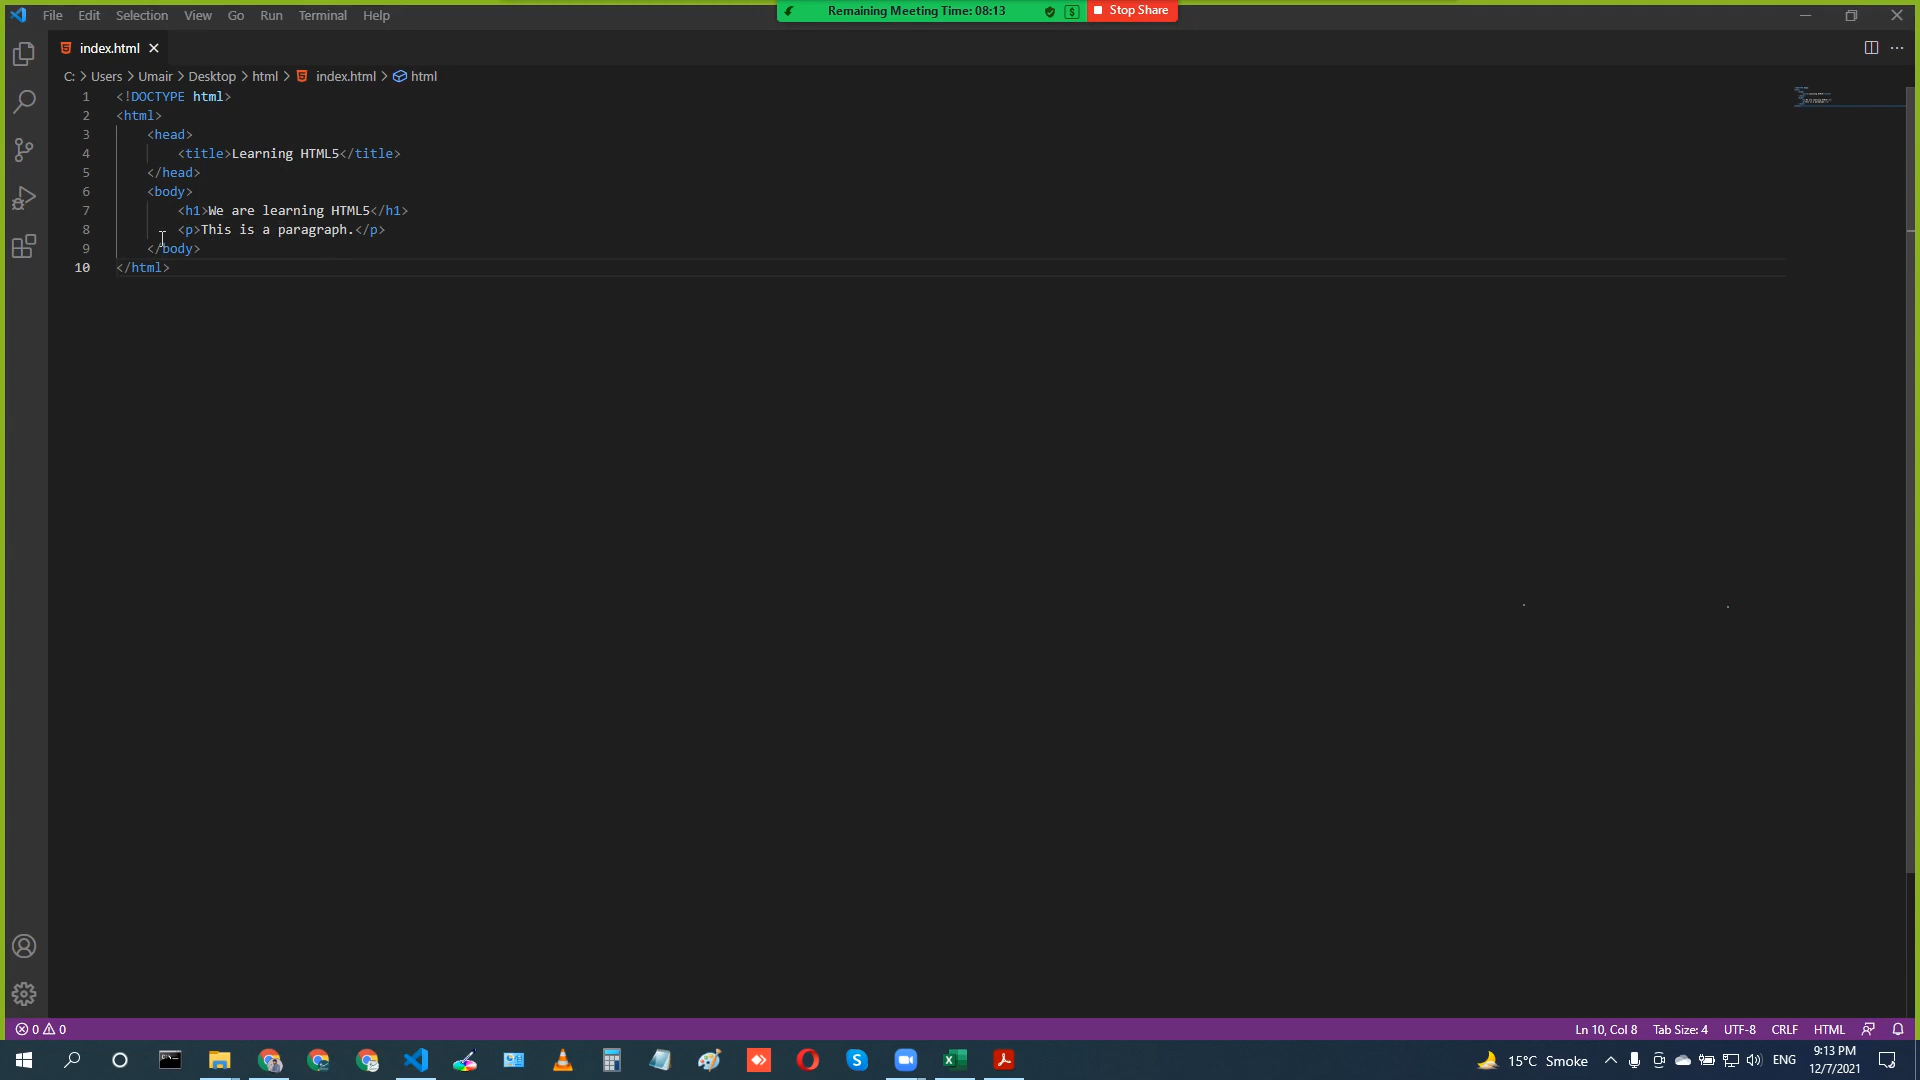 File Edit Selection View Go Run Terminal Help
Remaining Meeting Time: 08:13
Stop Share
index.html
C: > Users > Umair > Desktop > html > index.html > html
1 <!DOCTYPE html>
2 <html>
3 <head>
4 <title>Learning HTML5</title>
5 </head>
6 <body>
7 <h1>We are learning HTML5</h1>
8 <p>This is a paragraph.</p>
9 </body>
10 </html>
0 0
Ln 10, Col 8 Tab Size: 4 UTF-8 CRLF HTML
15°C Smoke ENG 9:13 PM
12/7/2021